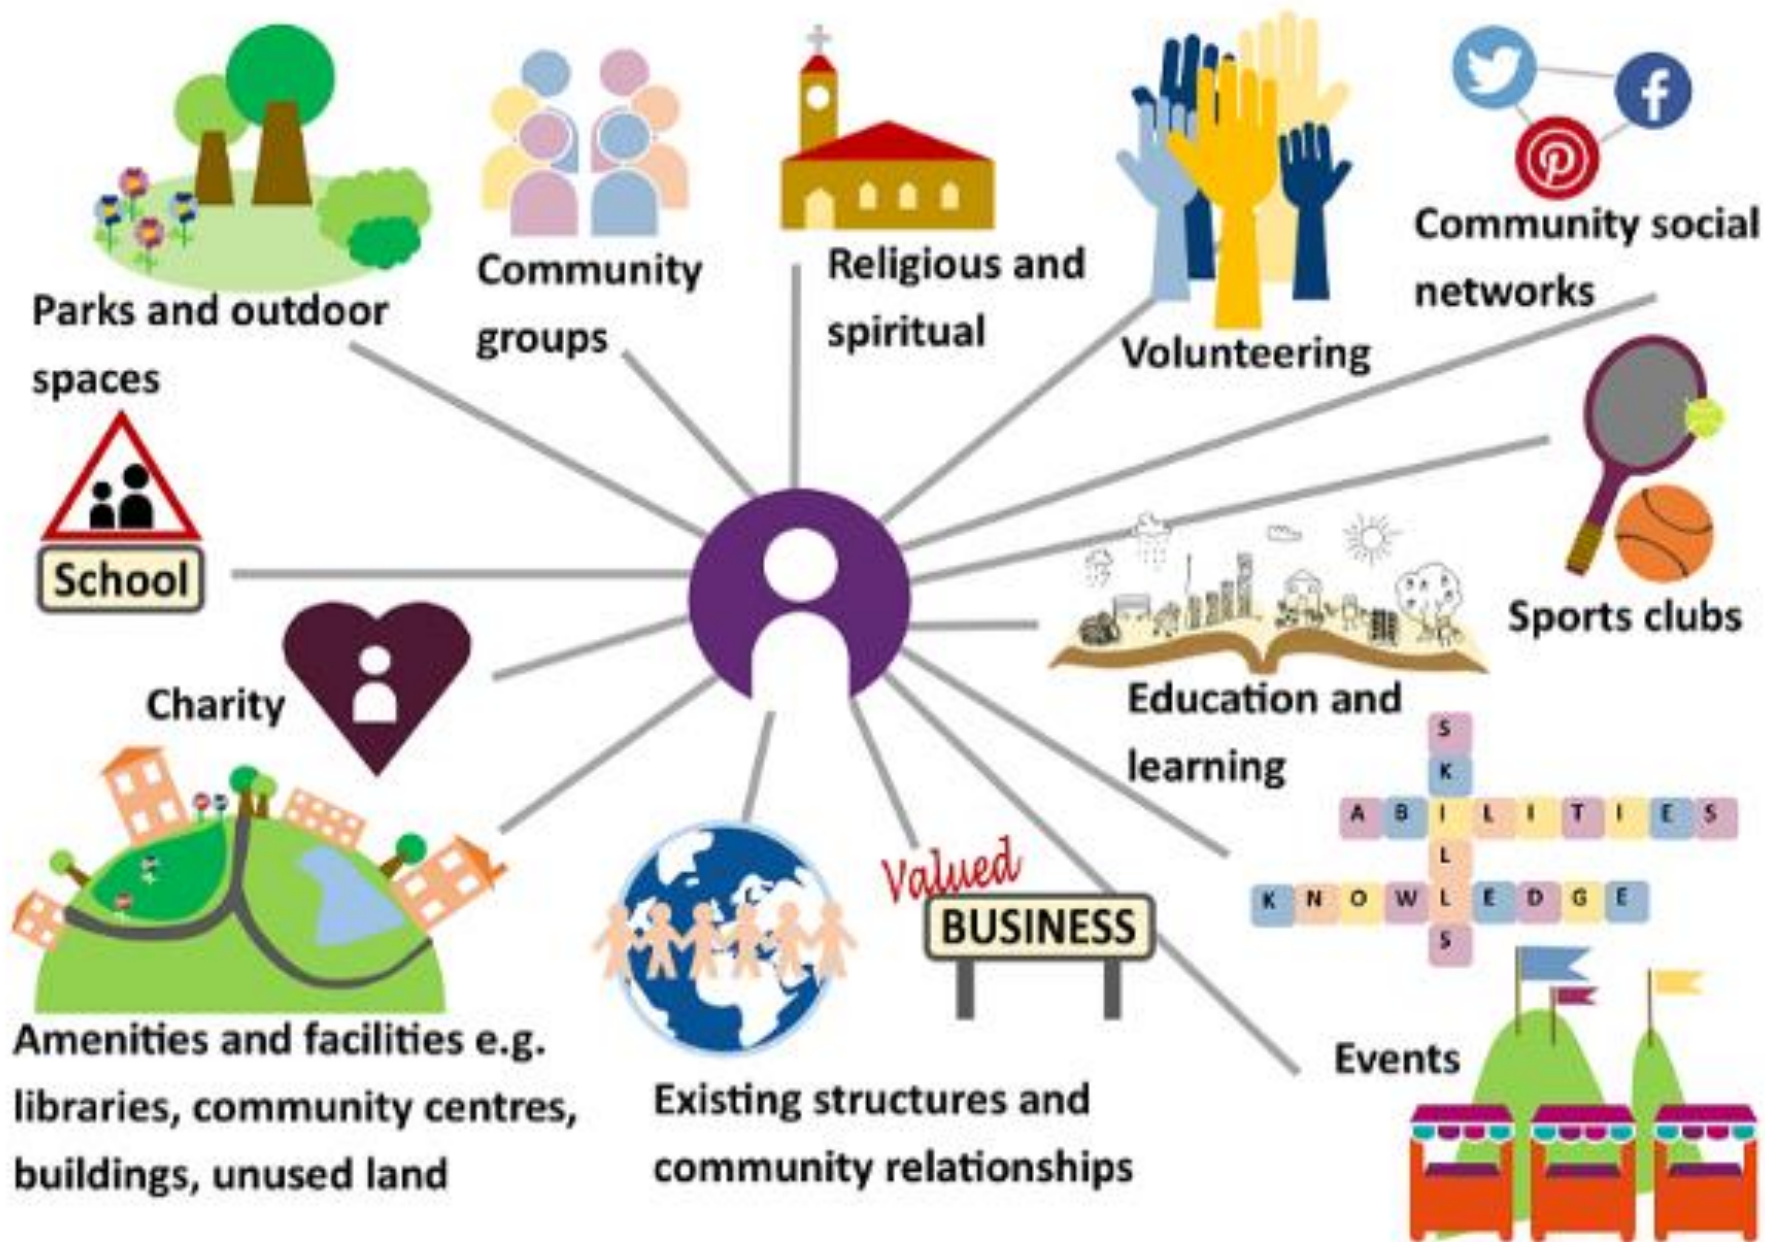 Parks and outdoor
spaces
Community
groups
Religious and
spiritual
Volunteering
Community social
networks
School
Sports clubs
Charity
Education and
learning
SKILLS
ABILITIES
KNOWLEDGE
Valued
BUSINESS
Events
Amenities and facilities e.g.
libraries, community centres,
buildings, unused land
Existing structures and
community relationships